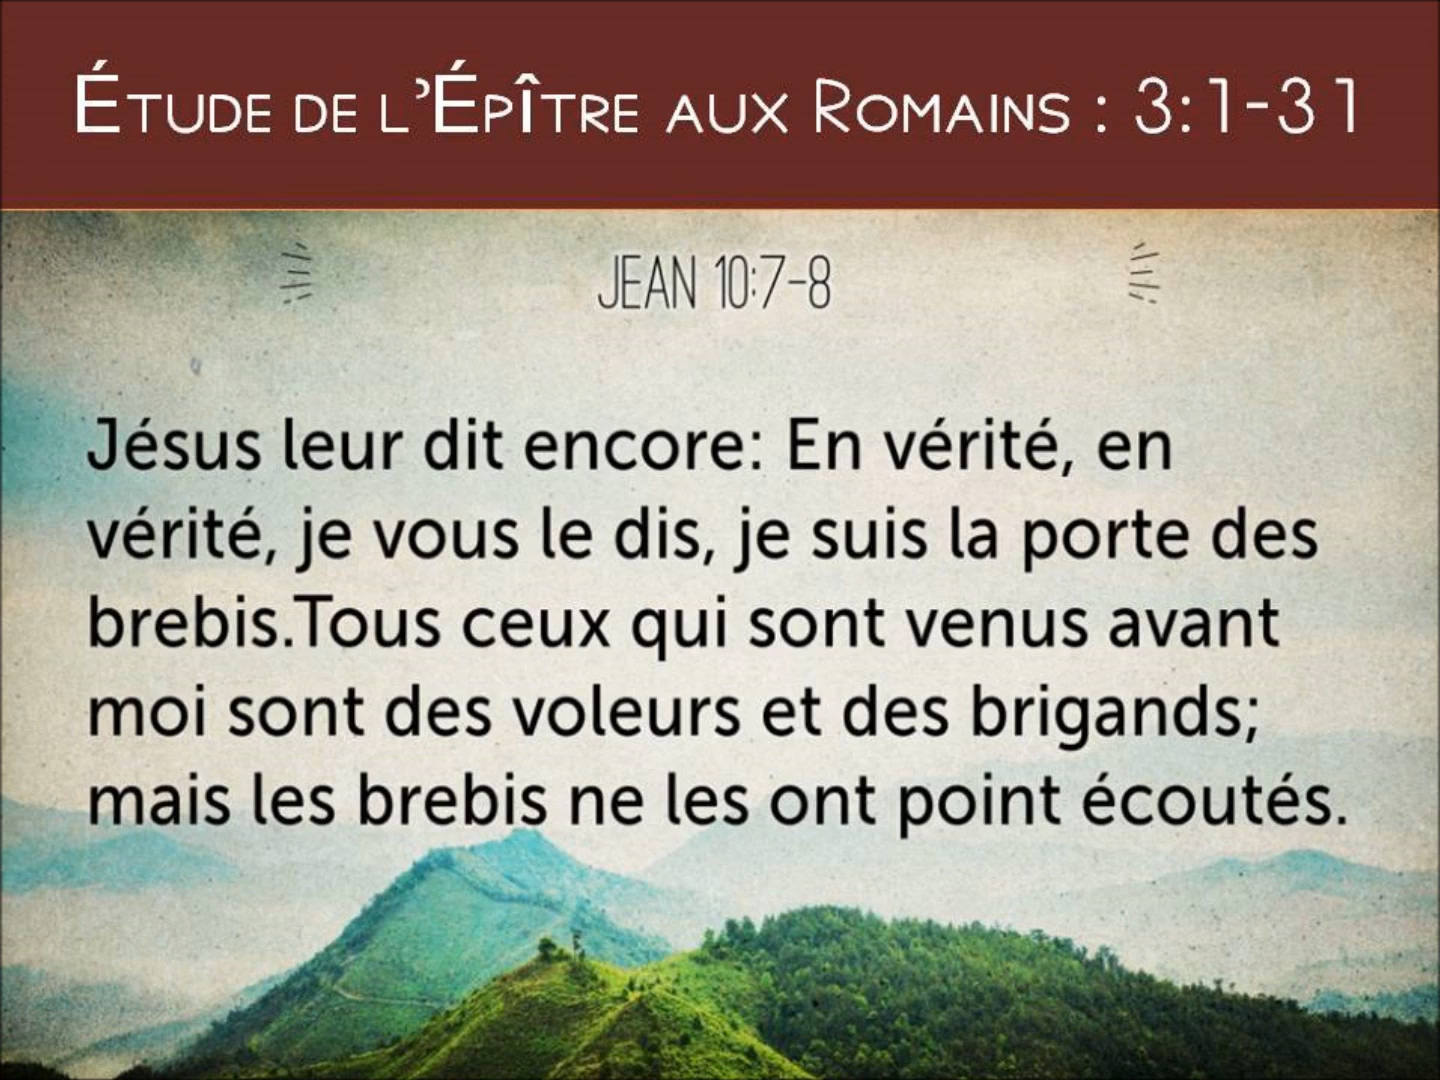 Étude de l'Épître aux Romains : 3:1-31
JEAN 10:7-8
Jésus leur dit encore: En vérité, en
vérité, je vous le dis, je suis la porte des
brebis.Tous ceux qui sont venus avant
moi sont des voleurs et des brigands;
mais les brebis ne les ont point écoutés.